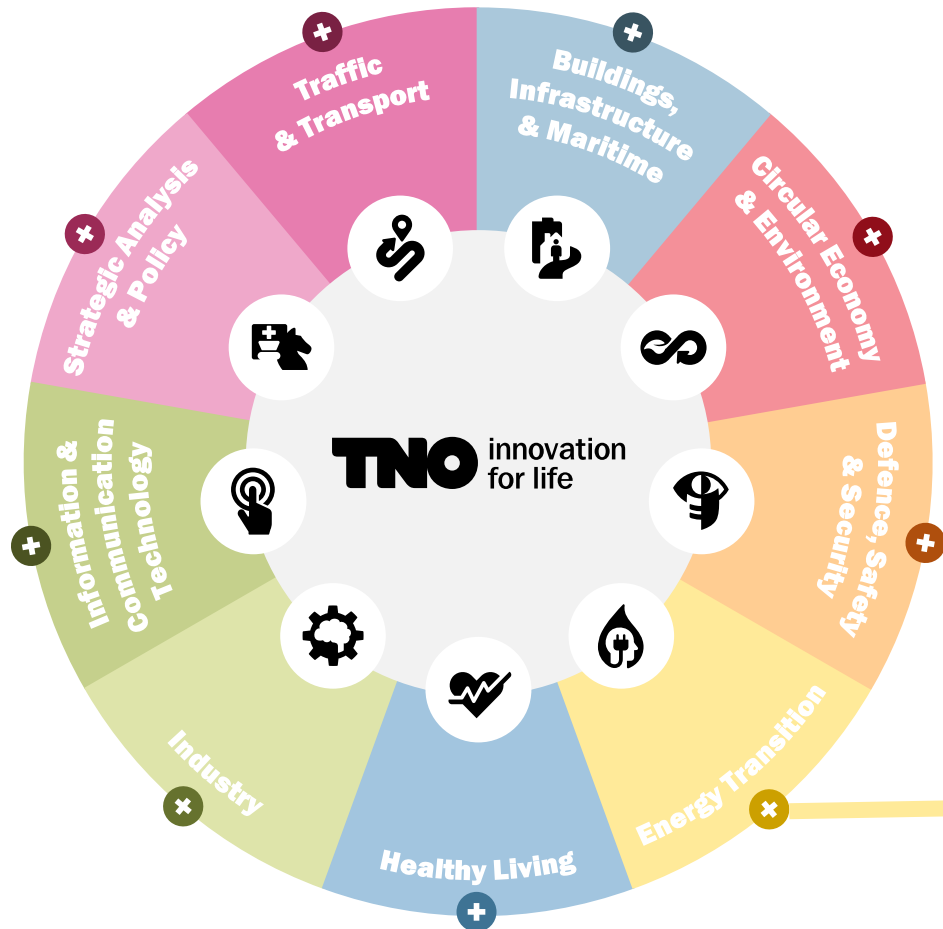 Traffic
& Transport
Buildings,
Infrastructure
& Maritime
Circular Economy
& Environment
Defence, Safety
& Security
Energy Transition
Healthy Living
Industry
Information &
Communication
Technology
Strategic Analysis
& Policy
TNO innovation
for life